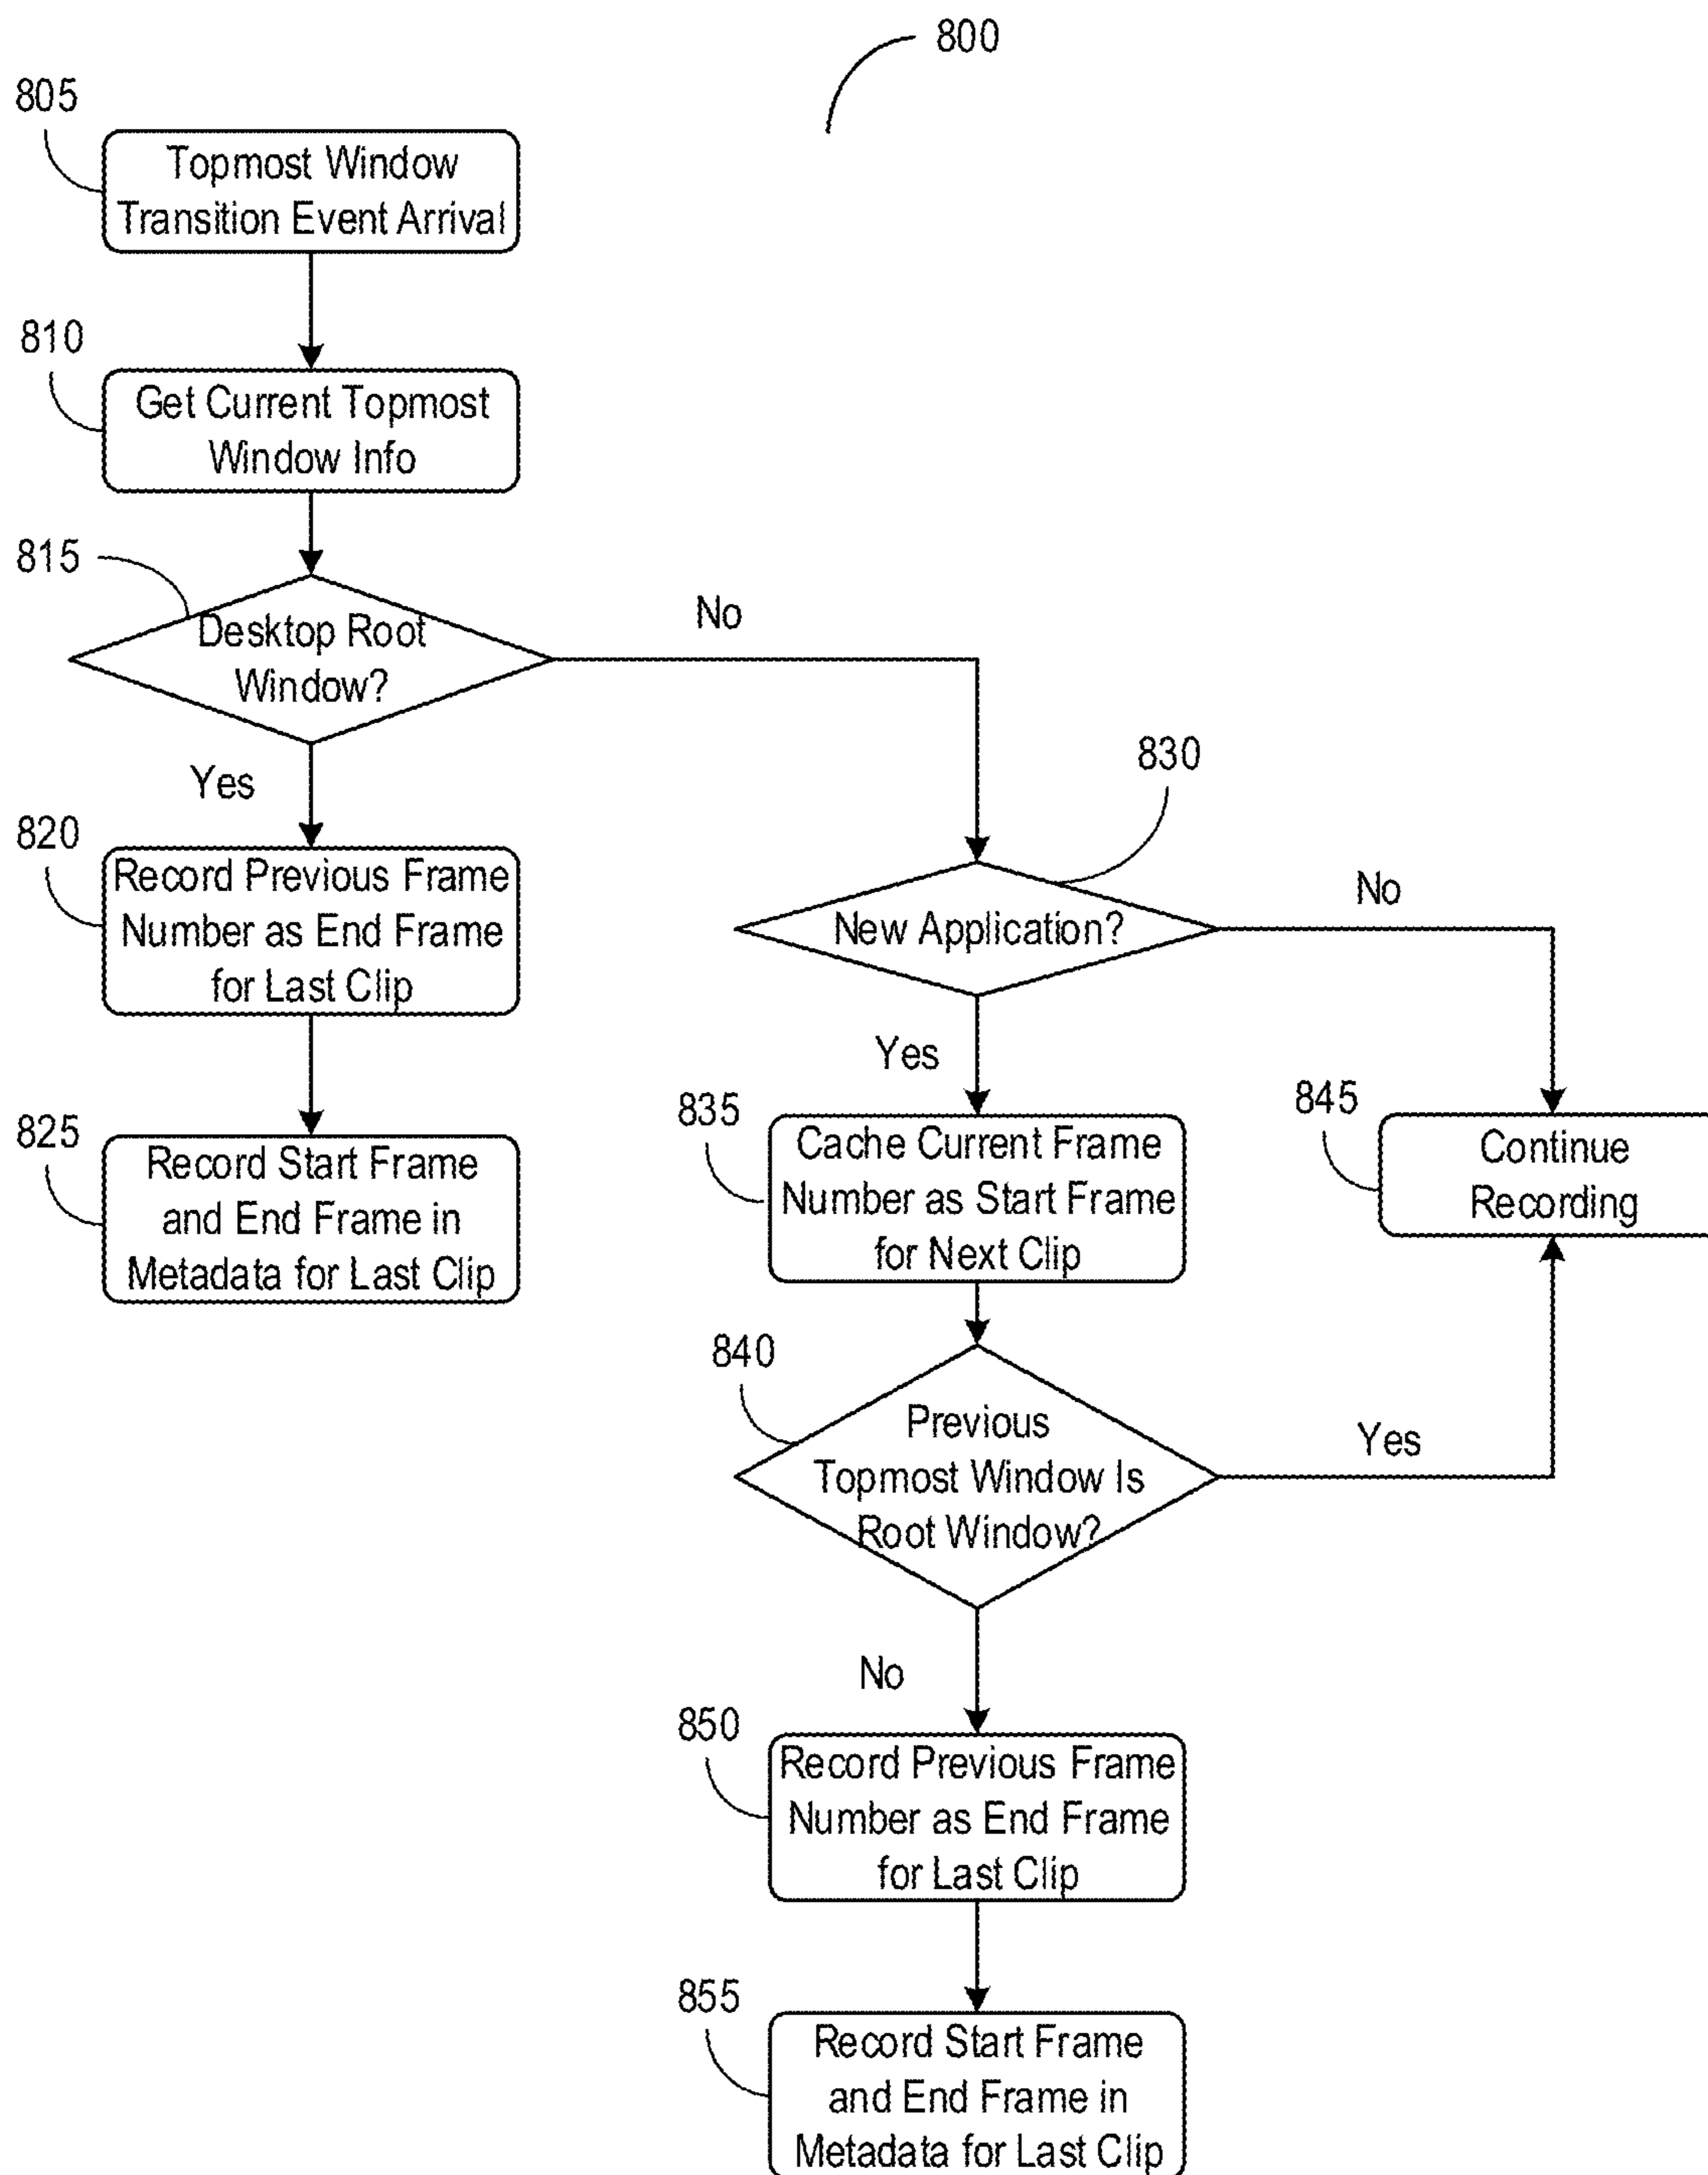 800
805
Topmost Window
Transition Event Arrival
810
Get Current Topmost
Window Info
815
Desktop Root
Window?
No
Yes
820
Record Previous Frame
Number as End Frame
for Last Clip
825
Record Start Frame
and End Frame in
Metadata for Last Clip
830
New Application?
No
Yes
835
Cache Current Frame
Number as Start Frame
for Next Clip
845
Continue
Recording
840
Previous
Topmost Window Is
Root Window?
Yes
No
850
Record Previous Frame
Number as End Frame
for Last Clip
855
Record Start Frame
and End Frame in
Metadata for Last Clip